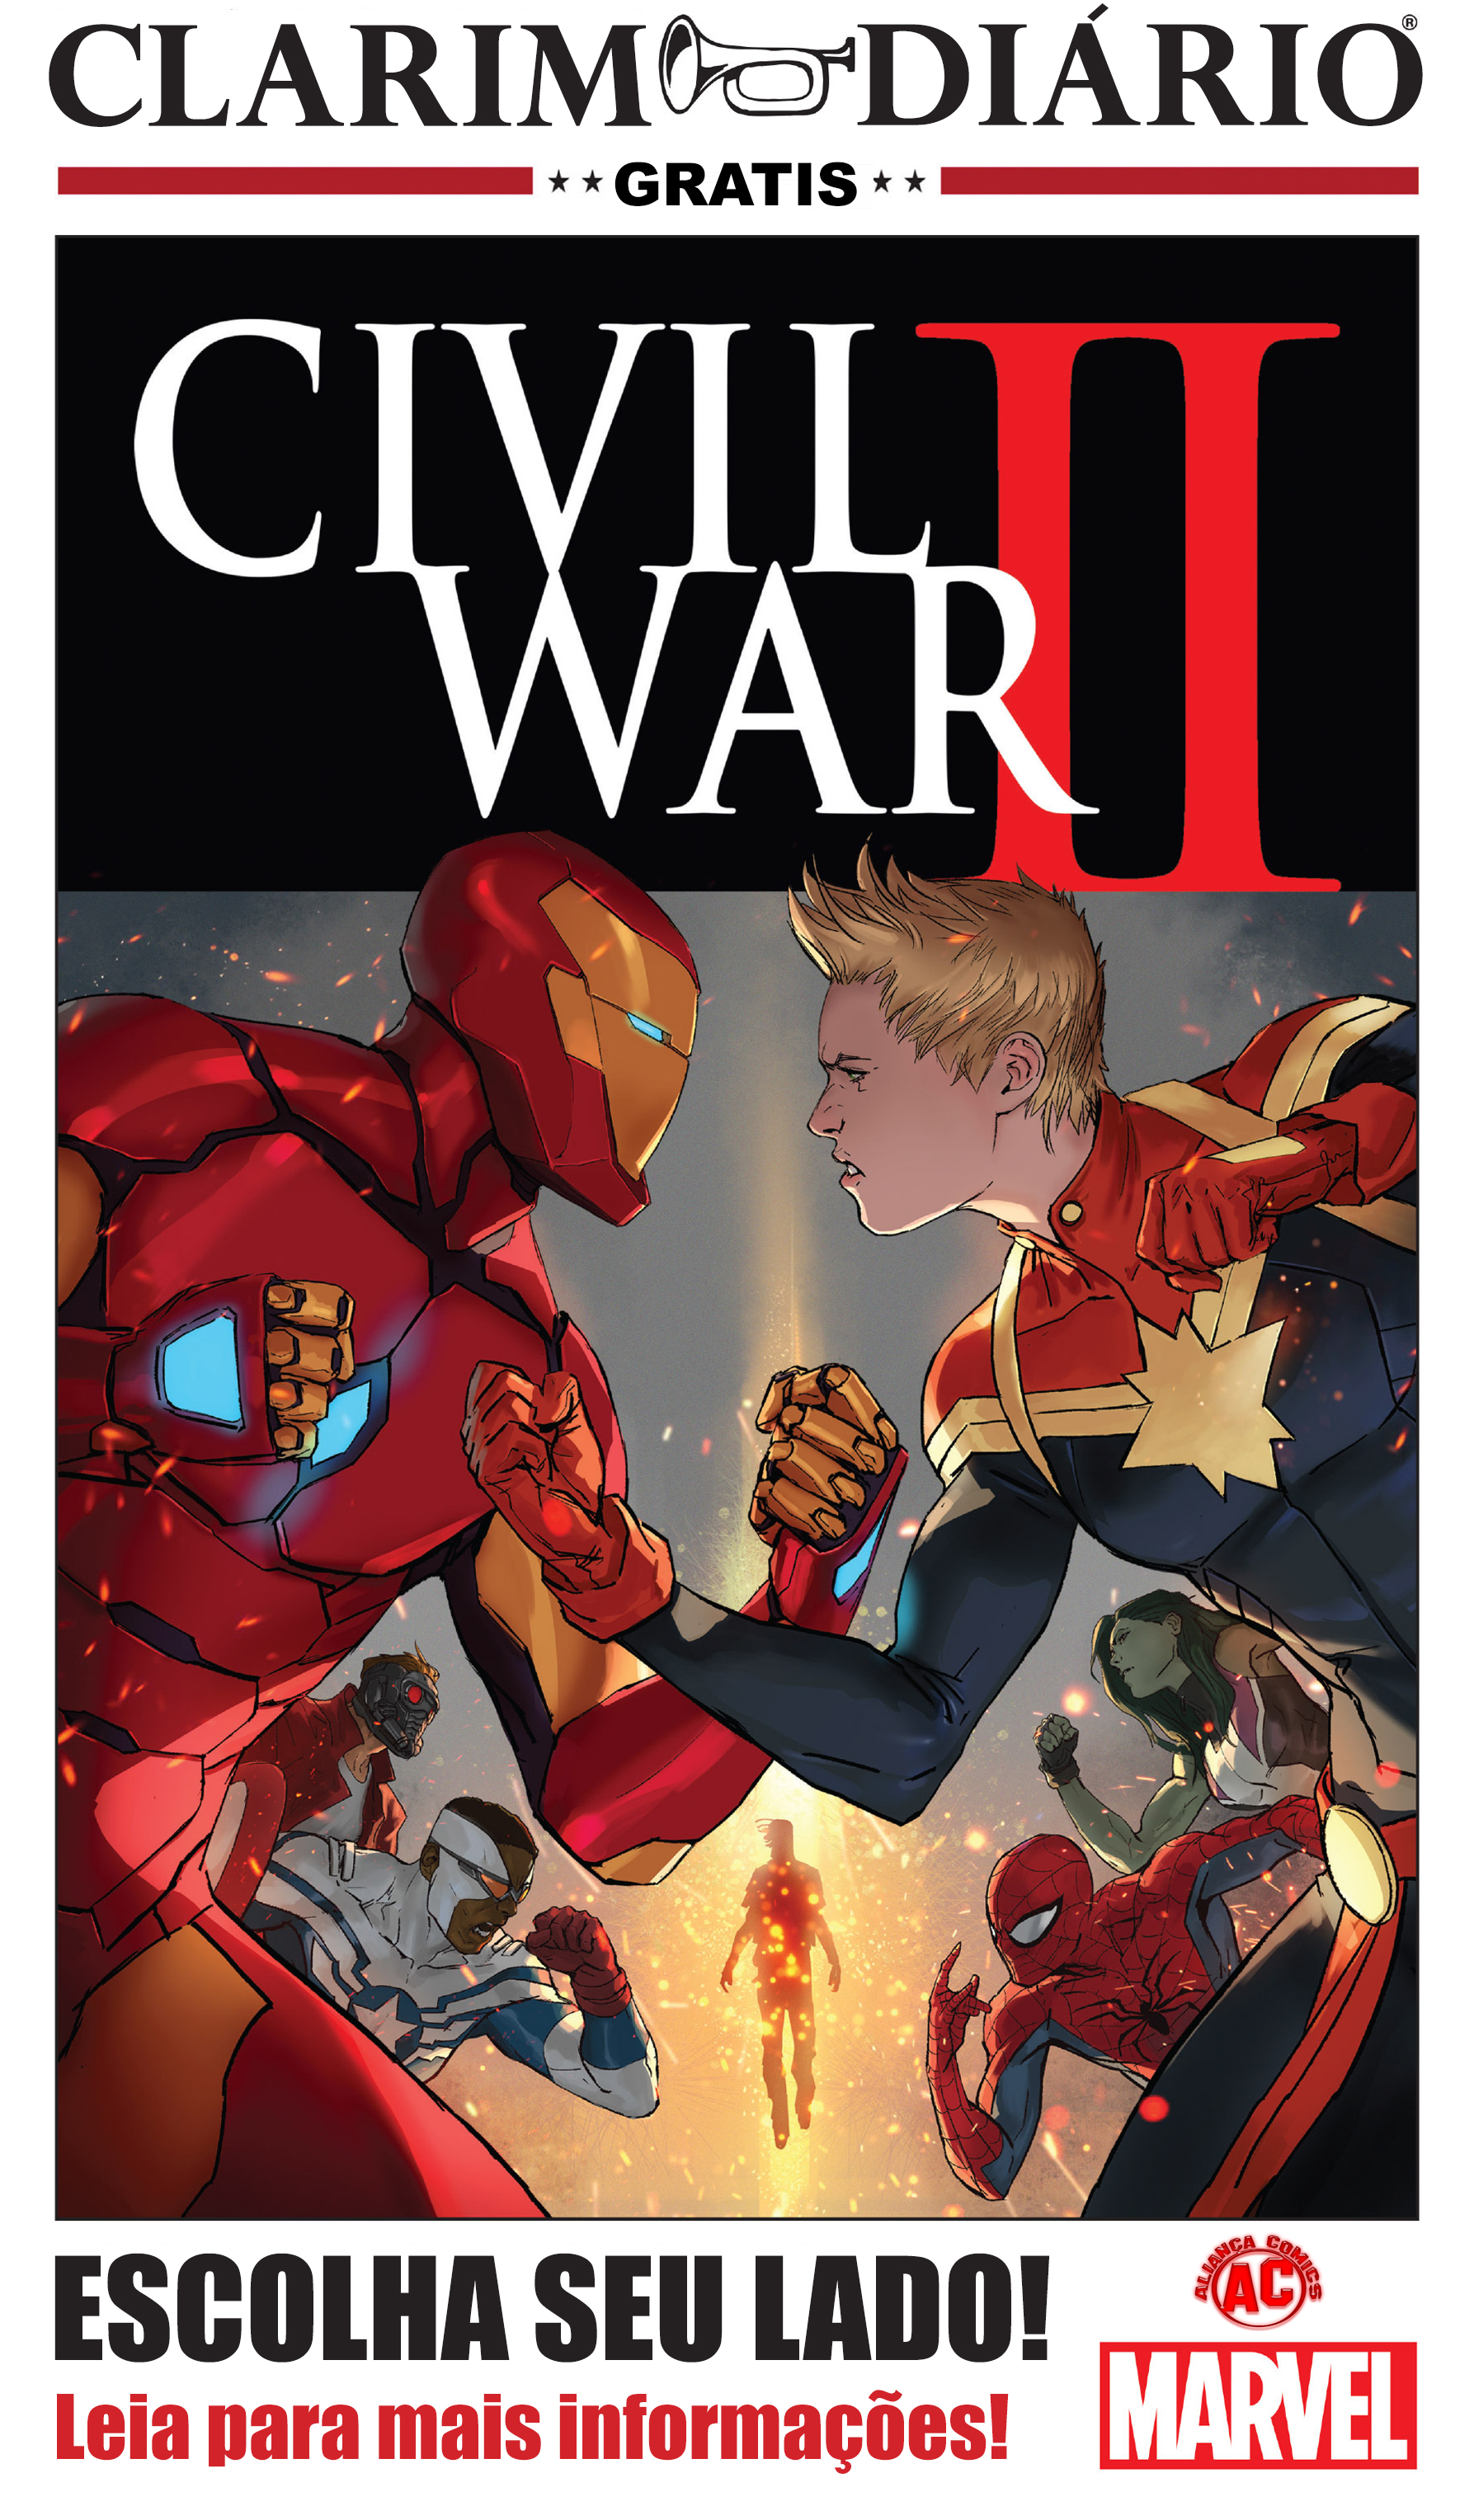 CLARIM DIÁRIO®
★★ GRATIS ★★
CIVIL II
WAR
ESCOLHA SEU LADO!
Leia para mais informações!
ALIANÇA COMICS
AC
MARVEL